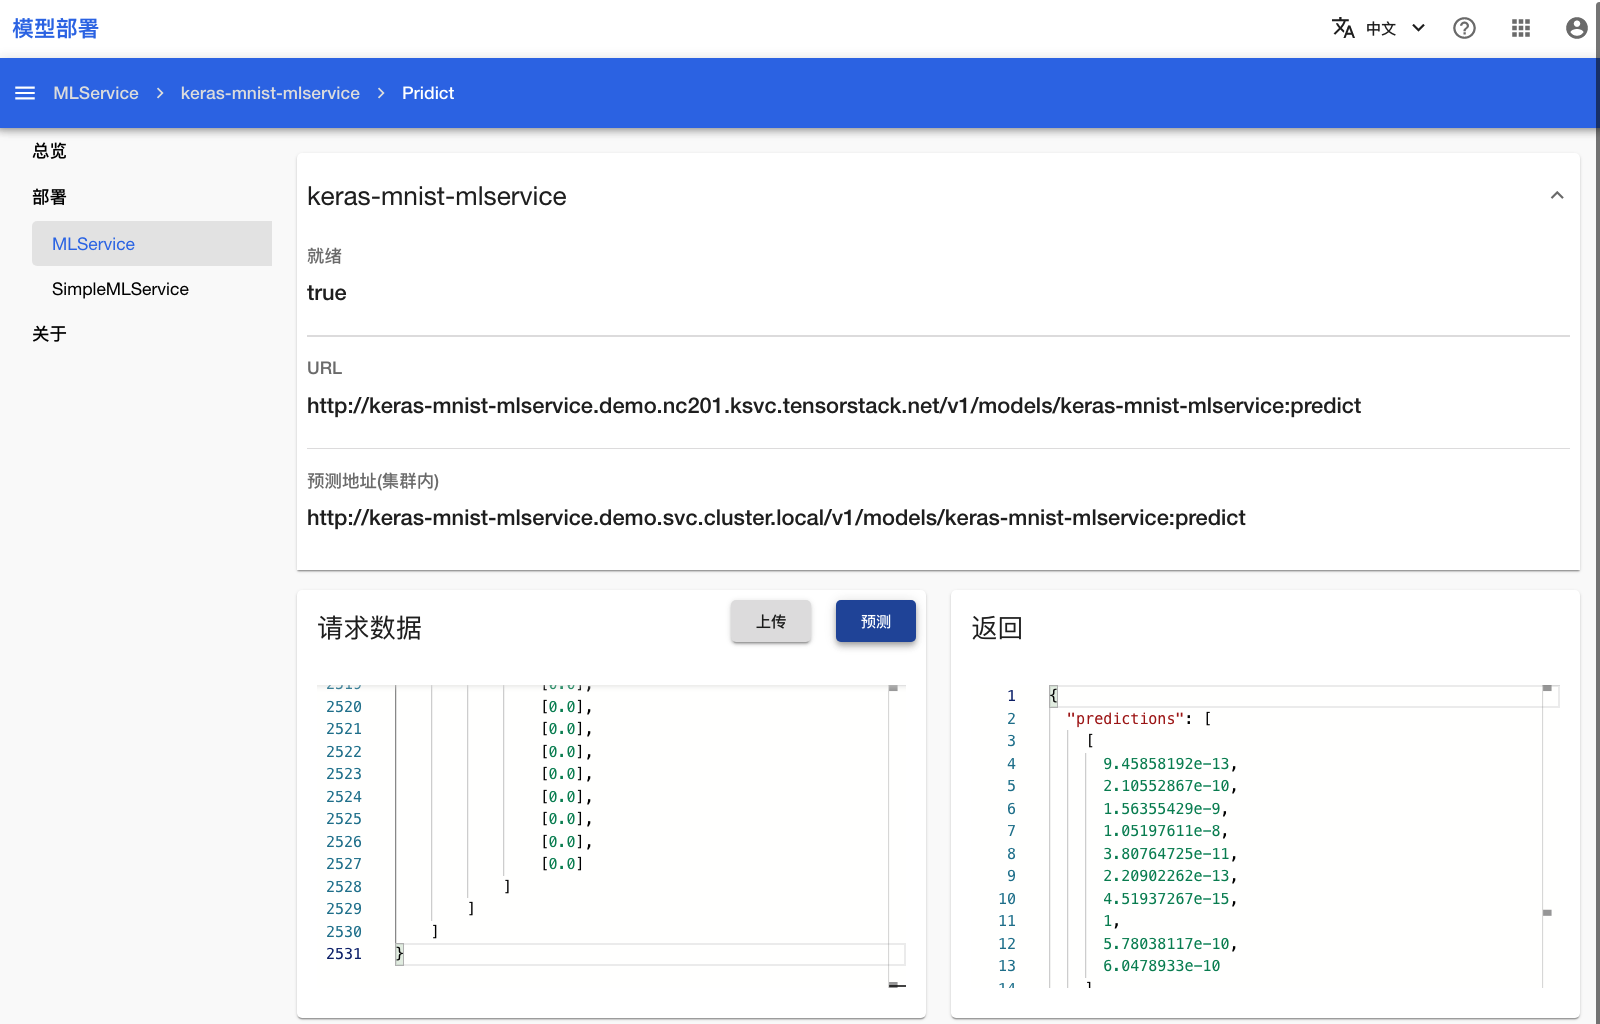 模型部署
中文
MLService > keras-mnist-mlservice > Pridict
总览
部署
MLService
SimpleMLService
关于
keras-mnist-mlservice
就绪
true
URL
http://keras-mnist-mlservice.demo.nc201.ksvc.tensorstack.net/v1/models/keras-mnist-mlservice:predict
预测地址(集群内)
http://keras-mnist-mlservice.demo.svc.cluster.local/v1/models/keras-mnist-mlservice:predict
请求数据
上传
预测
2519 [0.0],
2520 [0.0],
2521 [0.0],
2522 [0.0],
2523 [0.0],
2524 [0.0],
2525 [0.0],
2526 [0.0],
2527 [0.0]
2528 ]
2529 ]
2530 ]
2531 }
返回
1 {
2 "predictions": [
3 [
4 9.45858192e-13,
5 2.10552867e-10,
6 1.56355429e-9,
7 1.05197611e-8,
8 3.80764725e-11,
9 2.20902262e-13,
10 4.51937267e-15,
11 1,
12 5.78038117e-10,
13 6.0478933e-10
14 ]